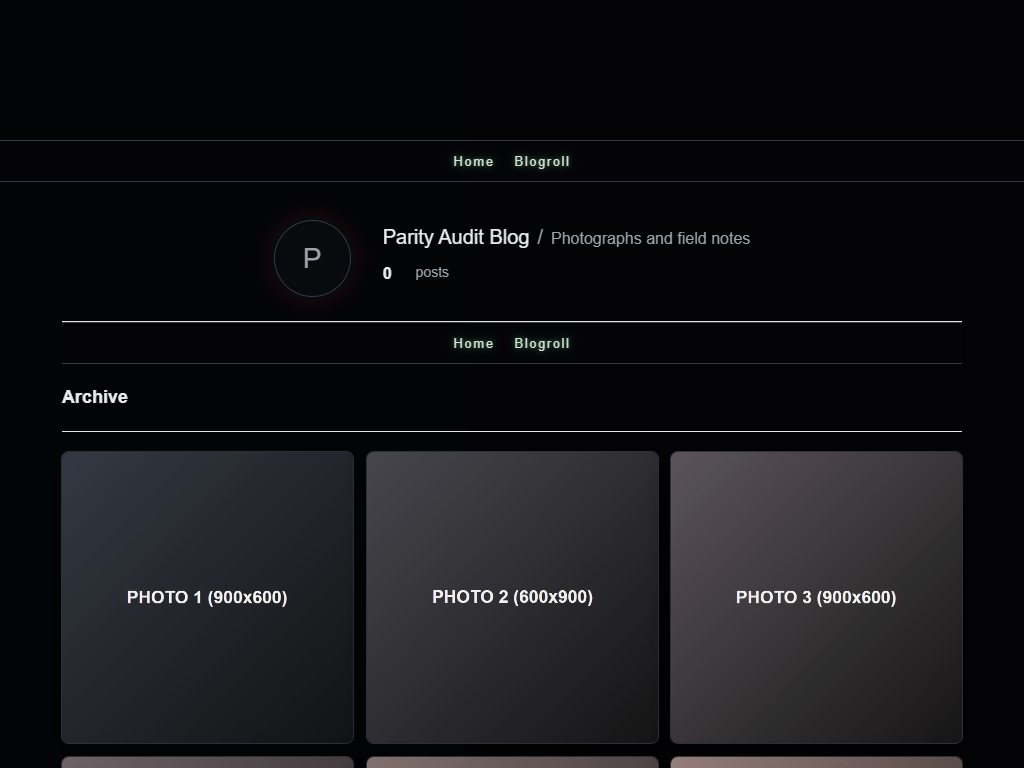 Home Blogroll
P
Parity Audit Blog / Photographs and field notes
0 posts
Home Blogroll
Archive
PHOTO 1 (900x600) PHOTO 2 (600x900) PHOTO 3 (900x600)